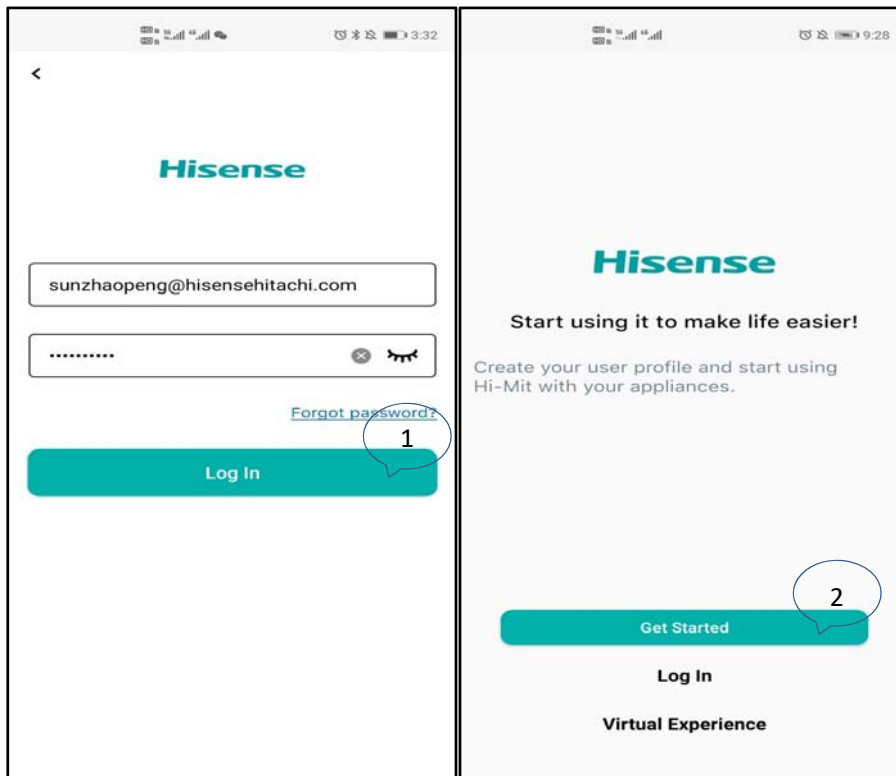 3:32
<
Hisense
sunzhaopeng@hisensehitachi.com
••••••••••
Forgot password?
1
Log In
9:28
Hisense
Start using it to make life easier!
Create your user profile and start using
Hi-Mit with your appliances.
2
Get Started
Log In
Virtual Experience